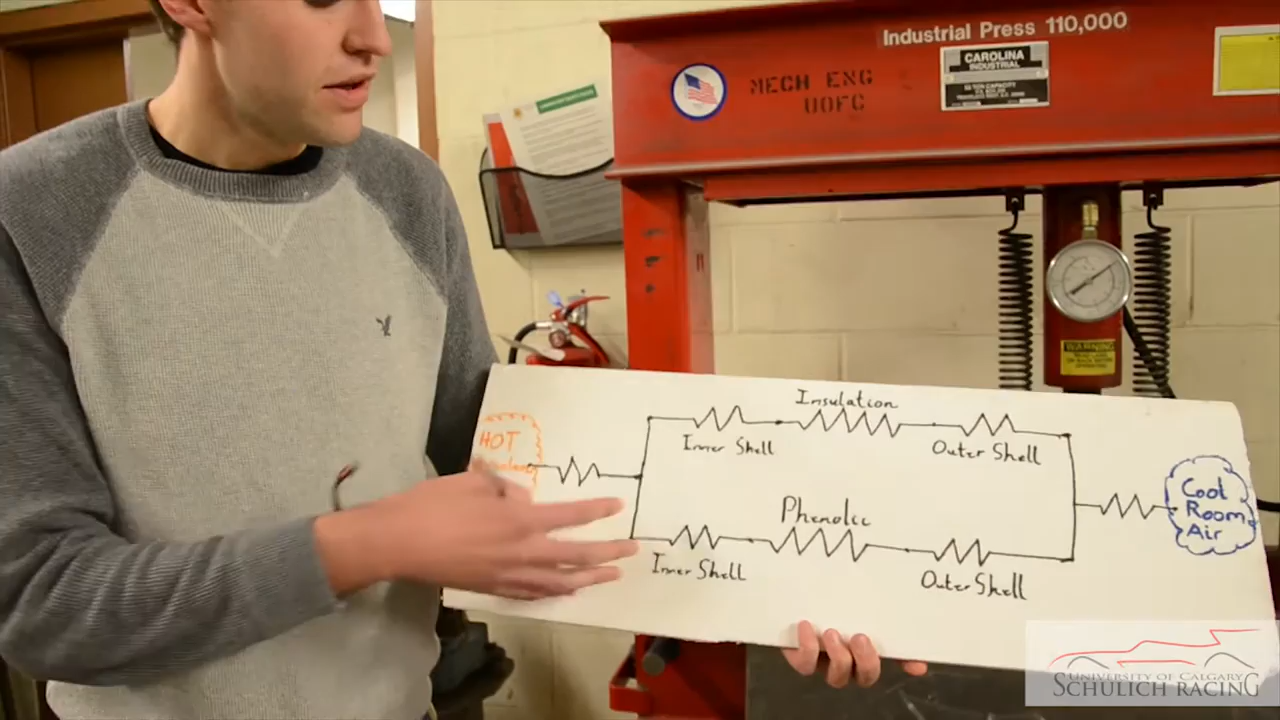 Industrial Press 110,000
CAROLINA
INDUSTRIAL
MECH ENG
UOFC
WARNING
Insulation
Inner Shell
Outer Shell
HOT
Phenolic
Inner Shell
Outer Shell
Cool
Room
Air
UNIVERSITY OF CALGARY
SCHULICH RACING